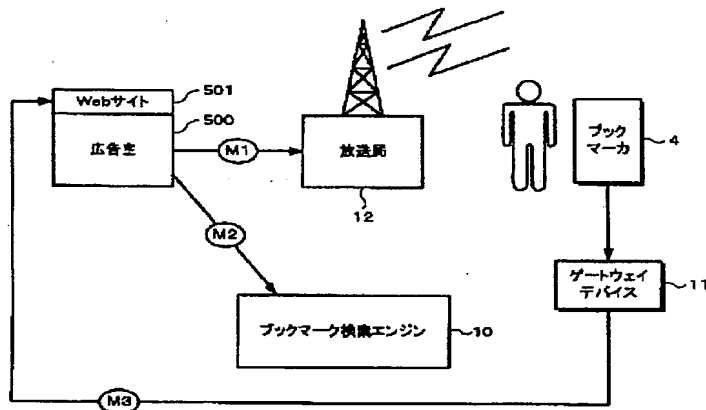 Webサイト
501
500
広告主
M1
放送局
12
ブック
マーカ
4
M2
ゲートウェイ
デバイス
11
ブックマーク検索エンジン
10
M3